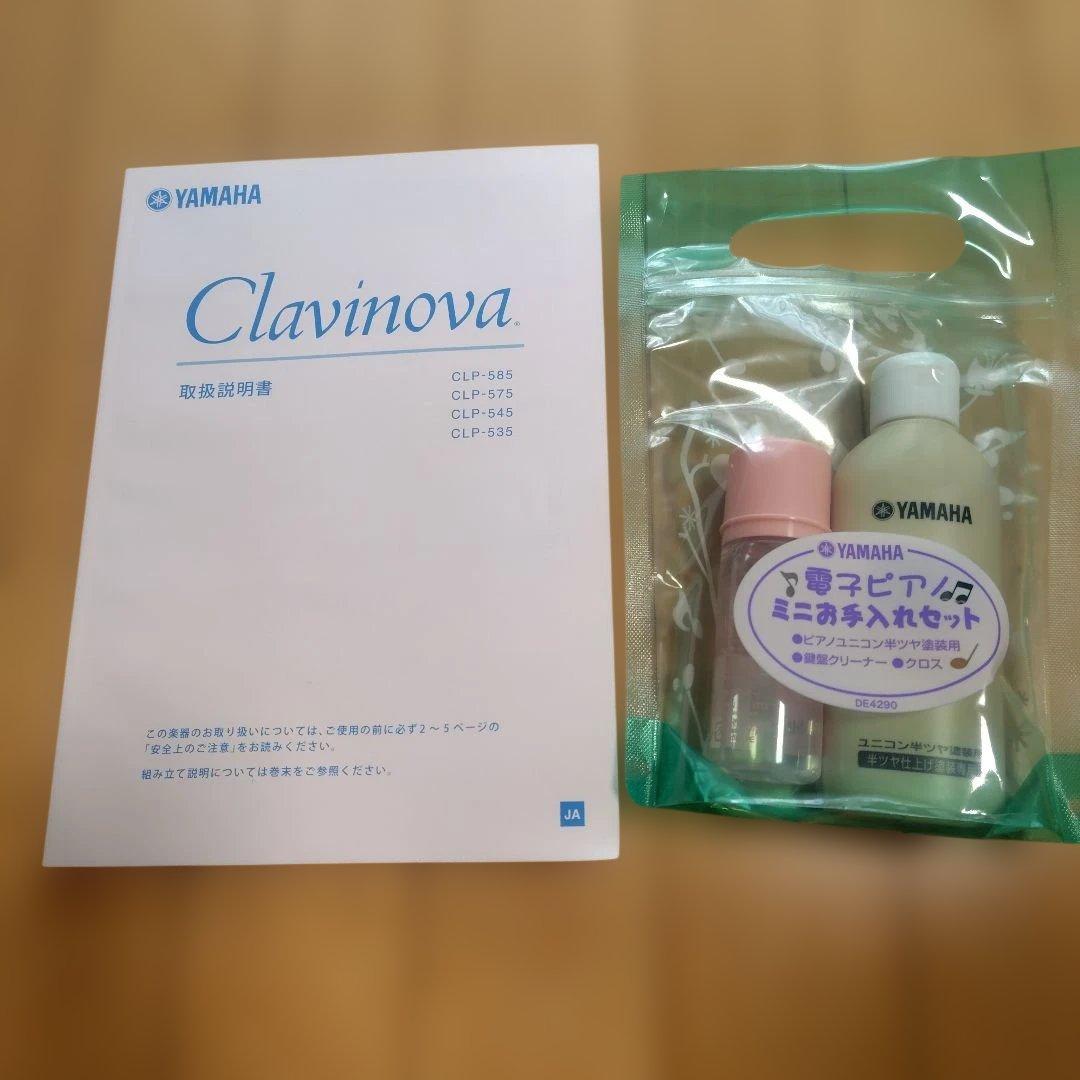 YAMAHA
Clavinova®
取扱説明書
CLP-585
CLP-575
CLP-545
CLP-535
この楽器のお取り扱いについては、ご使用の前に必ず2～5ページの
「安全上のご注意」をお読みください。
組み立て説明については巻末をご参照ください。
JA
YAMAHA
YAMAHA
電子ピアノ
ミニお手入れセット
●ピアノユニコン半ツヤ塗装用
●鍵盤クリーナー ●クロス
DE4290
ユニコン半ツヤ塗装用
半ツヤ仕上げ塗装専用